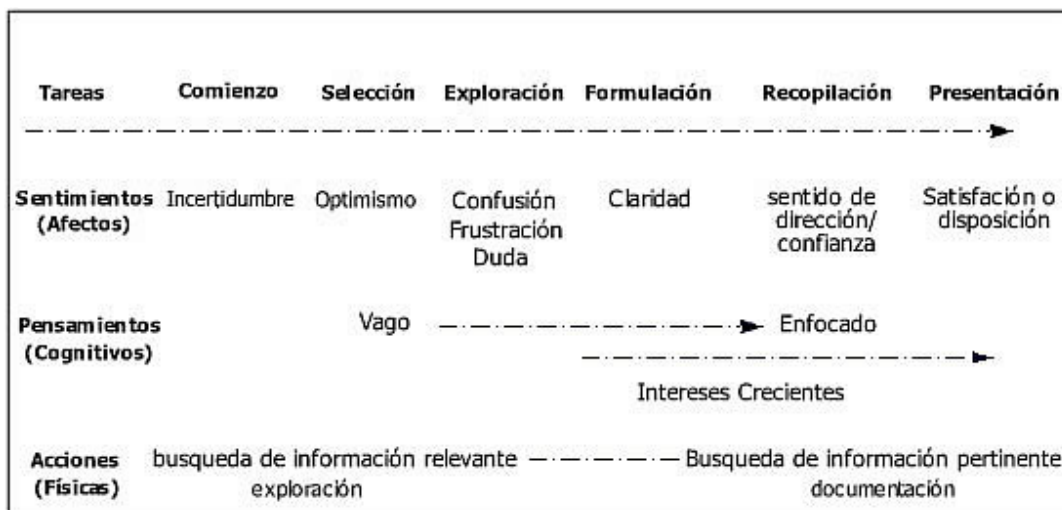 Tareas Comienzo Selección Exploración Formulación Recopilación Presentación
Sentimientos (Afectos) Incertidumbre Optimismo Confusión Frustración Duda Claridad sentido de dirección/ confianza Satisfacción o disposición
Pensamientos (Cognitivos) Vago Enfocado
Intereses Crecientes
Acciones (Físicas) busqueda de información relevante exploración Busqueda de información pertinente documentación